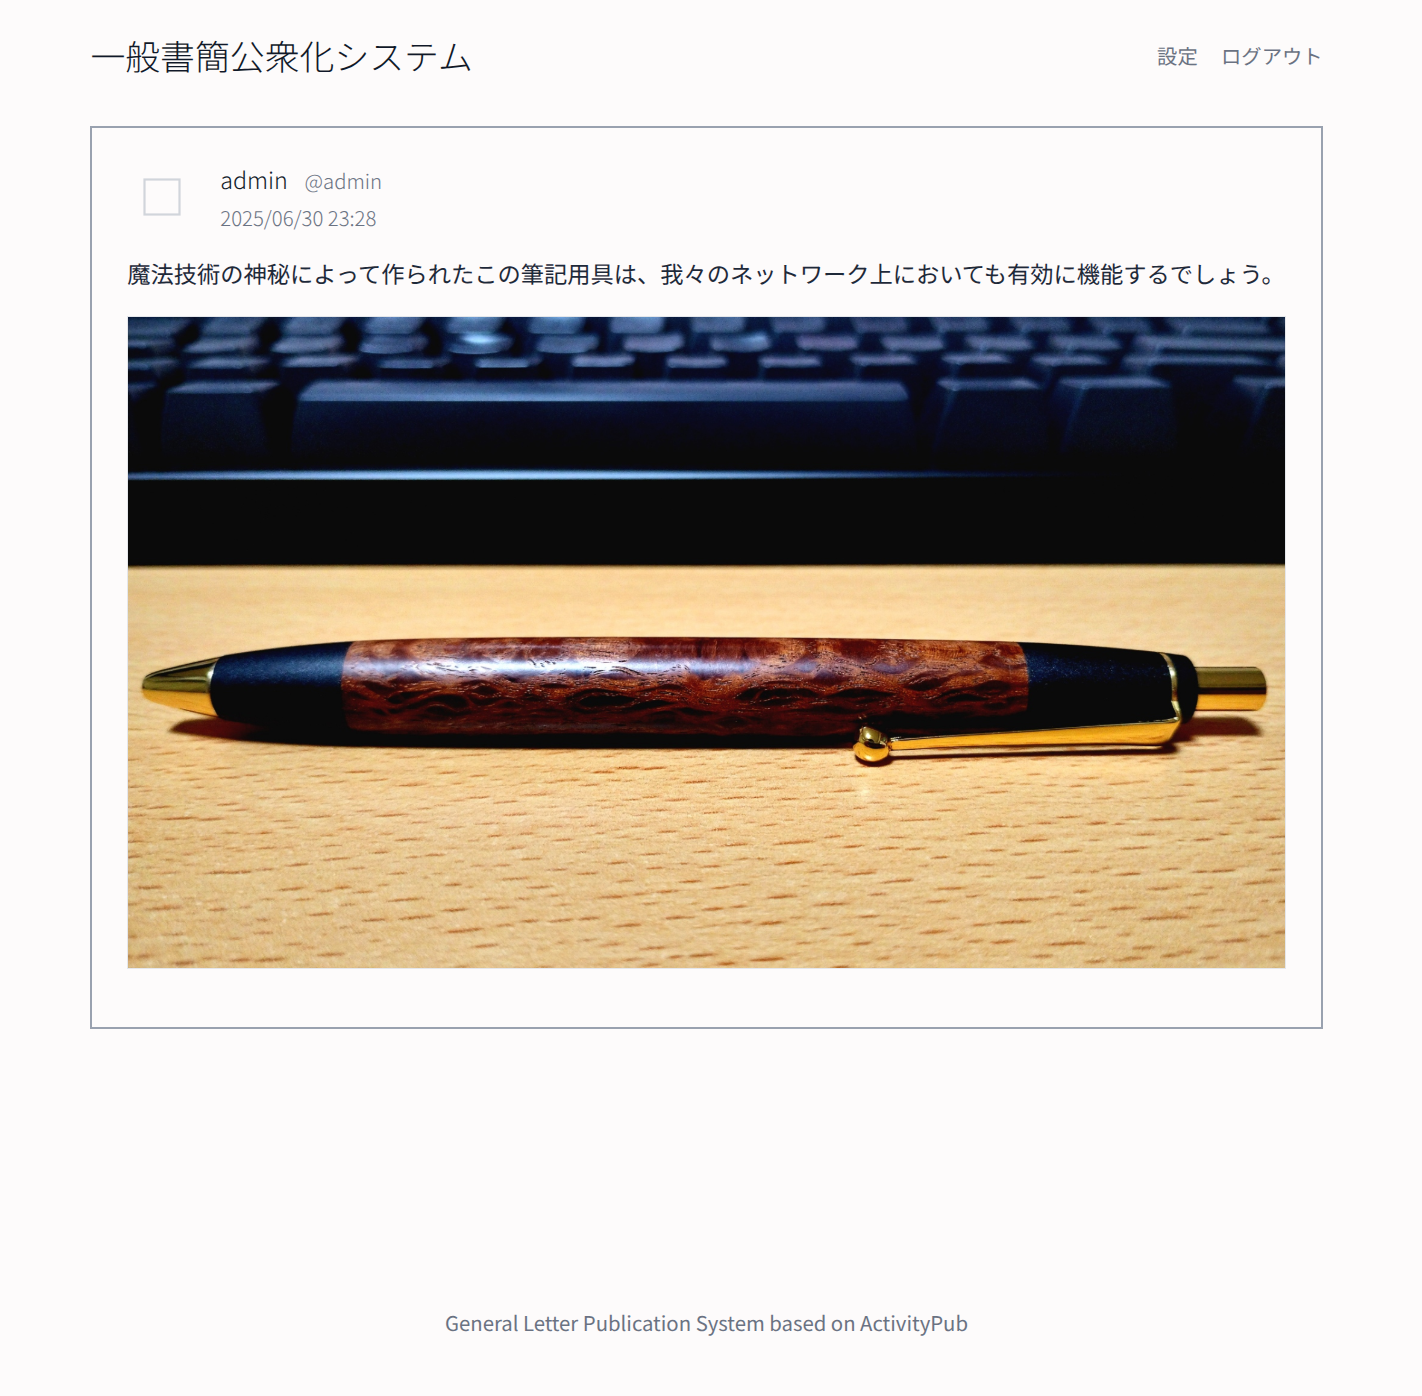 一般書簡公衆化システム
設定 ログアウト
admin @admin
2025/06/30 23:28
魔法技術の神秘によって作られたこの筆記用具は、我々のネットワーク上においても有効に機能するでしょう。
General Letter Publication System based on ActivityPub